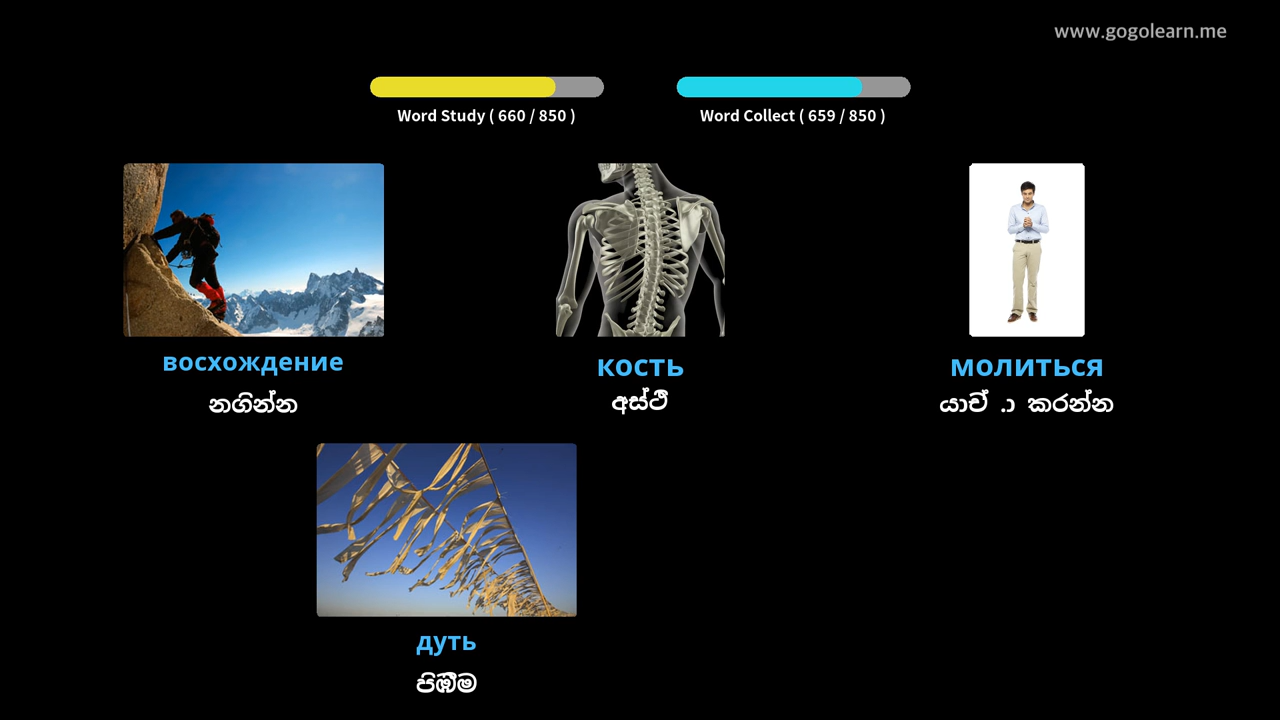 www.gogolearn.me
Word Study ( 660 / 850 )
Word Collect ( 659 / 850 )
восхождение
නගින්න
кость
අස්ථි
молиться
යාච් ්ා කරන්න
дуть
පිඹීම